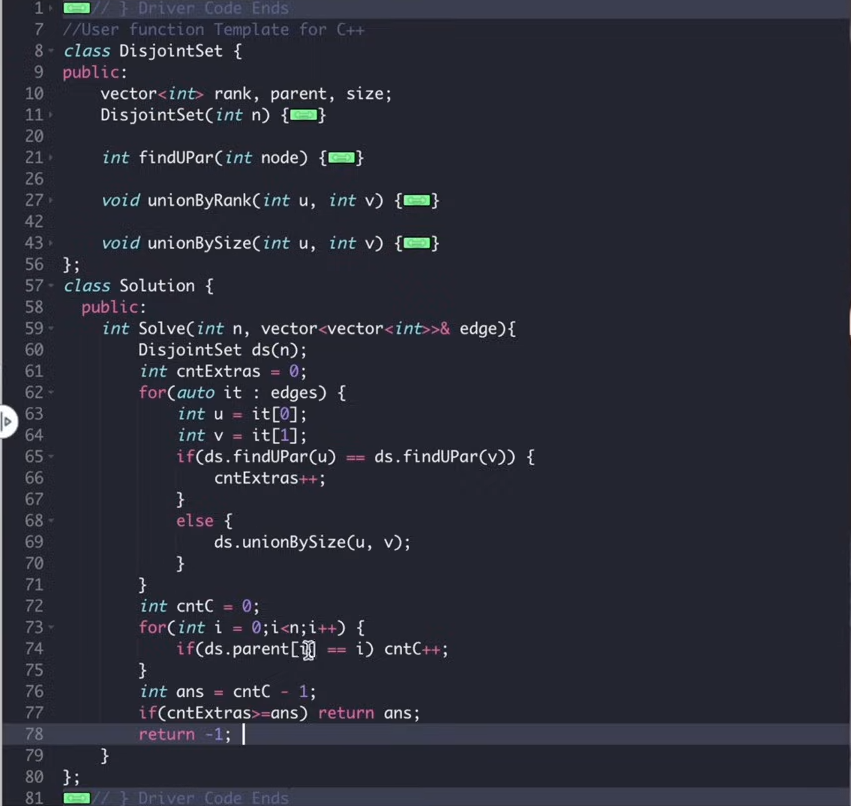 1 // } Driver Code Ends
7 //User function Template for C++
8 class DisjointSet {
9 public:
10 vector<int> rank, parent, size;
11 DisjointSet(int n) {}
20
21 int findUPar(int node) {}
26
27 void unionByRank(int u, int v) {}
42
43 void unionBySize(int u, int v) {}
56 };
57 class Solution {
58 public:
59 int Solve(int n, vector<vector<int>>& edge){
60 DisjointSet ds(n);
61 int cntExtras = 0;
62 for(auto it : edges) {
63 int u = it[0];
64 int v = it[1];
65 if(ds.findUPar(u) == ds.findUPar(v)) {
66 cntExtras++;
67 }
68 else {
69 ds.unionBySize(u, v);
70 }
71 }
72 int cntC = 0;
73 for(int i = 0;i<n;i++) {
74 if(ds.parent[i] == i) cntC++;
75 }
76 int ans = cntC - 1;
77 if(cntExtras>=ans) return ans;
78 return -1;
79 }
80 };
81 // } Driver Code Ends